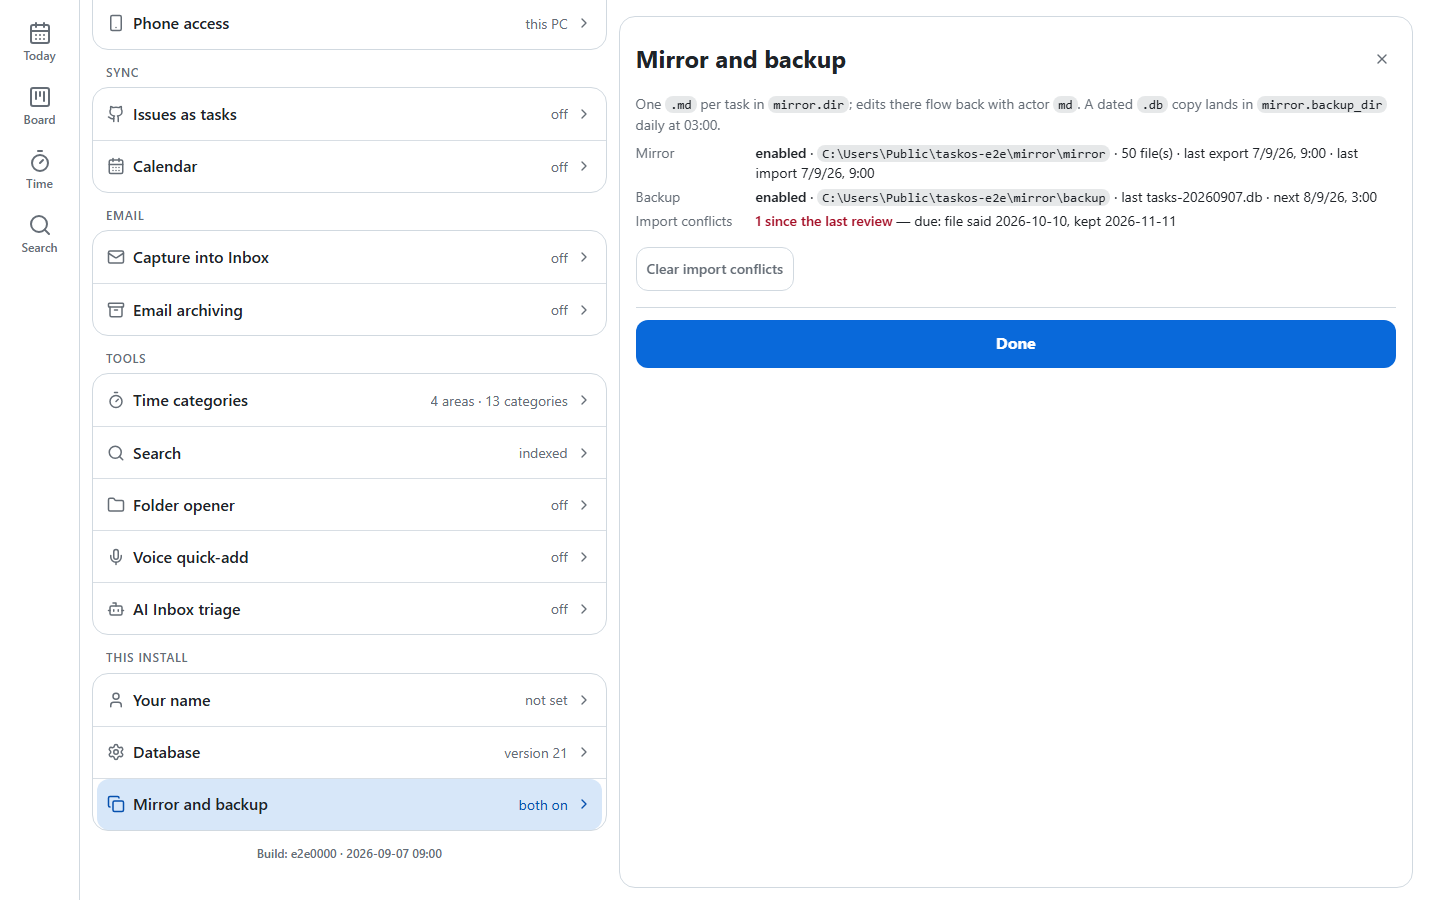 Today
Board
Time
Search
Phone access this PC
SYNC
Issues as tasks off
Calendar off
EMAIL
Capture into Inbox off
Email archiving off
TOOLS
Time categories 4 areas · 13 categories
Search indexed
Folder opener off
Voice quick-add off
AI Inbox triage off
THIS INSTALL
Your name not set
Database version 21
Mirror and backup both on
Build: e2e0000 · 2026-09-07 09:00
Mirror and backup
One .md per task in mirror.dir; edits there flow back with actor md. A dated .db copy lands in mirror.backup_dir
daily at 03:00.
Mirror enabled · C:\Users\Public\taskos-e2e\mirror\mirror · 50 file(s) · last export 7/9/26, 9:00 · last
import 7/9/26, 9:00
Backup enabled · C:\Users\Public\taskos-e2e\mirror\backup · last tasks-20260907.db · next 8/9/26, 3:00
Import conflicts 1 since the last review — due: file said 2026-10-10, kept 2026-11-11
Clear import conflicts
Done